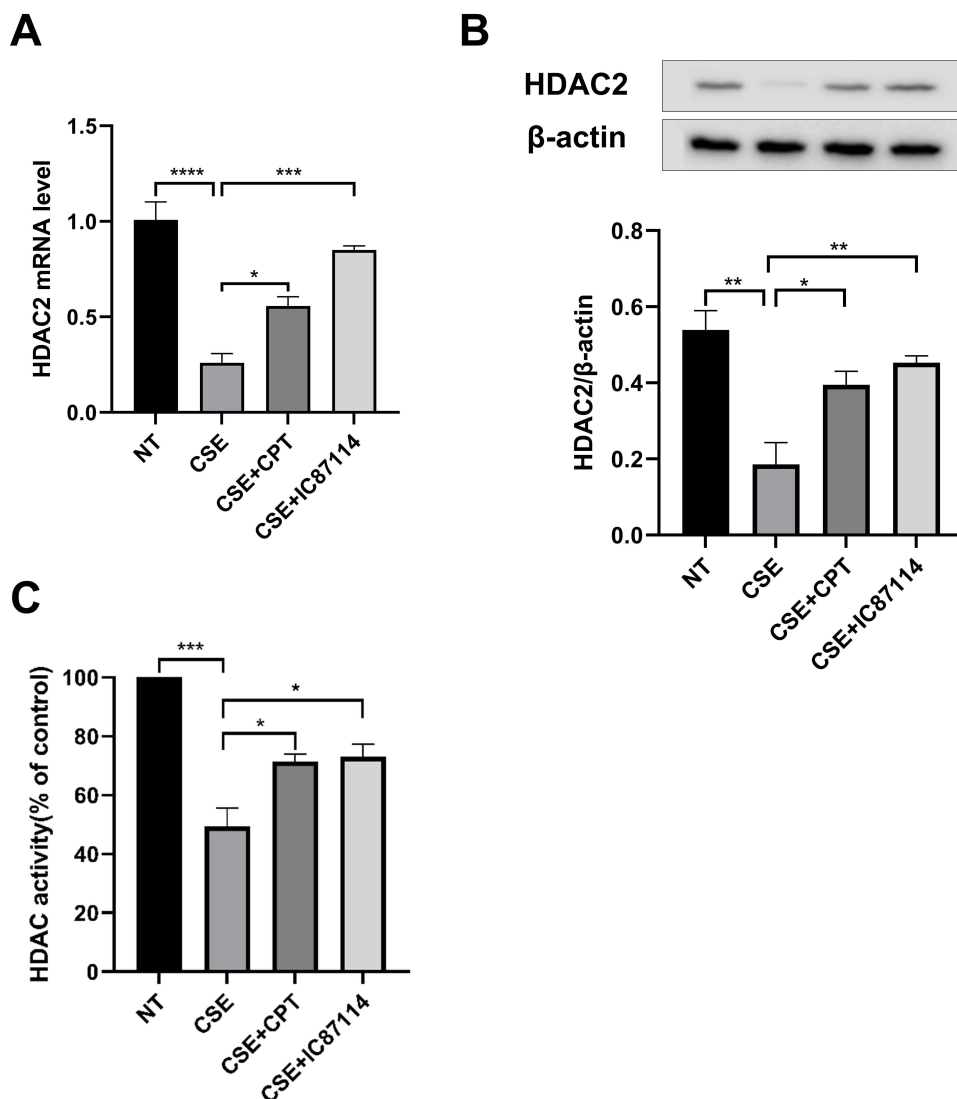 A
HDAC2 mRNA level
1.5
1.0
0.5
0.0
****
***
*
NT
CSE
CSE+CPT
CSE+IC87114
B
HDAC2
β-actin
HDAC2/β-actin
0.8
0.6
0.4
0.2
0.0
**
**
*
NT
CSE
CSE+CPT
CSE+IC87114
C
HDAC activity(% of control)
100
80
60
40
20
0
***
*
*
NT
CSE
CSE+CPT
CSE+IC87114